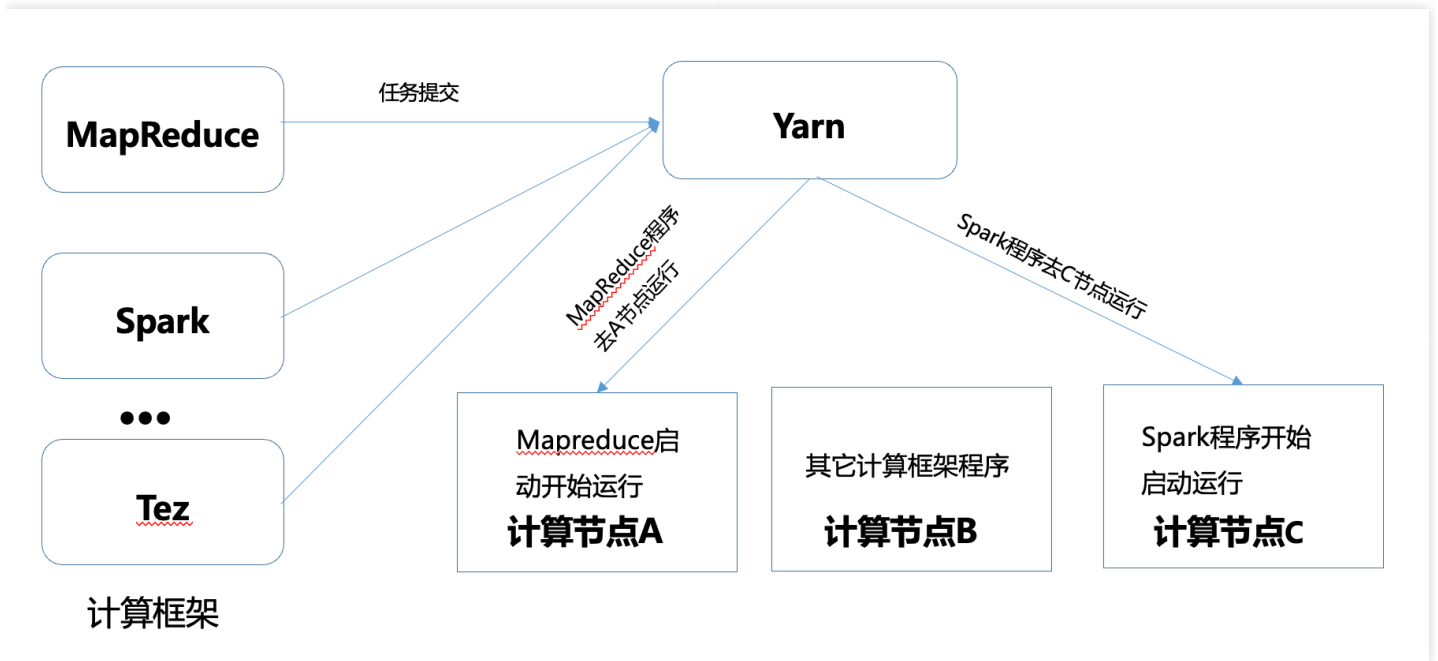 MapReduce
任务提交
Yarn
Spark
•••
Tez
计算框架
MapReduce程序
去A节点运行
Spark程序去C节点运行
Mapreduce启
动开始运行
计算节点A
其它计算框架程序
计算节点B
Spark程序开始
启动运行
计算节点C